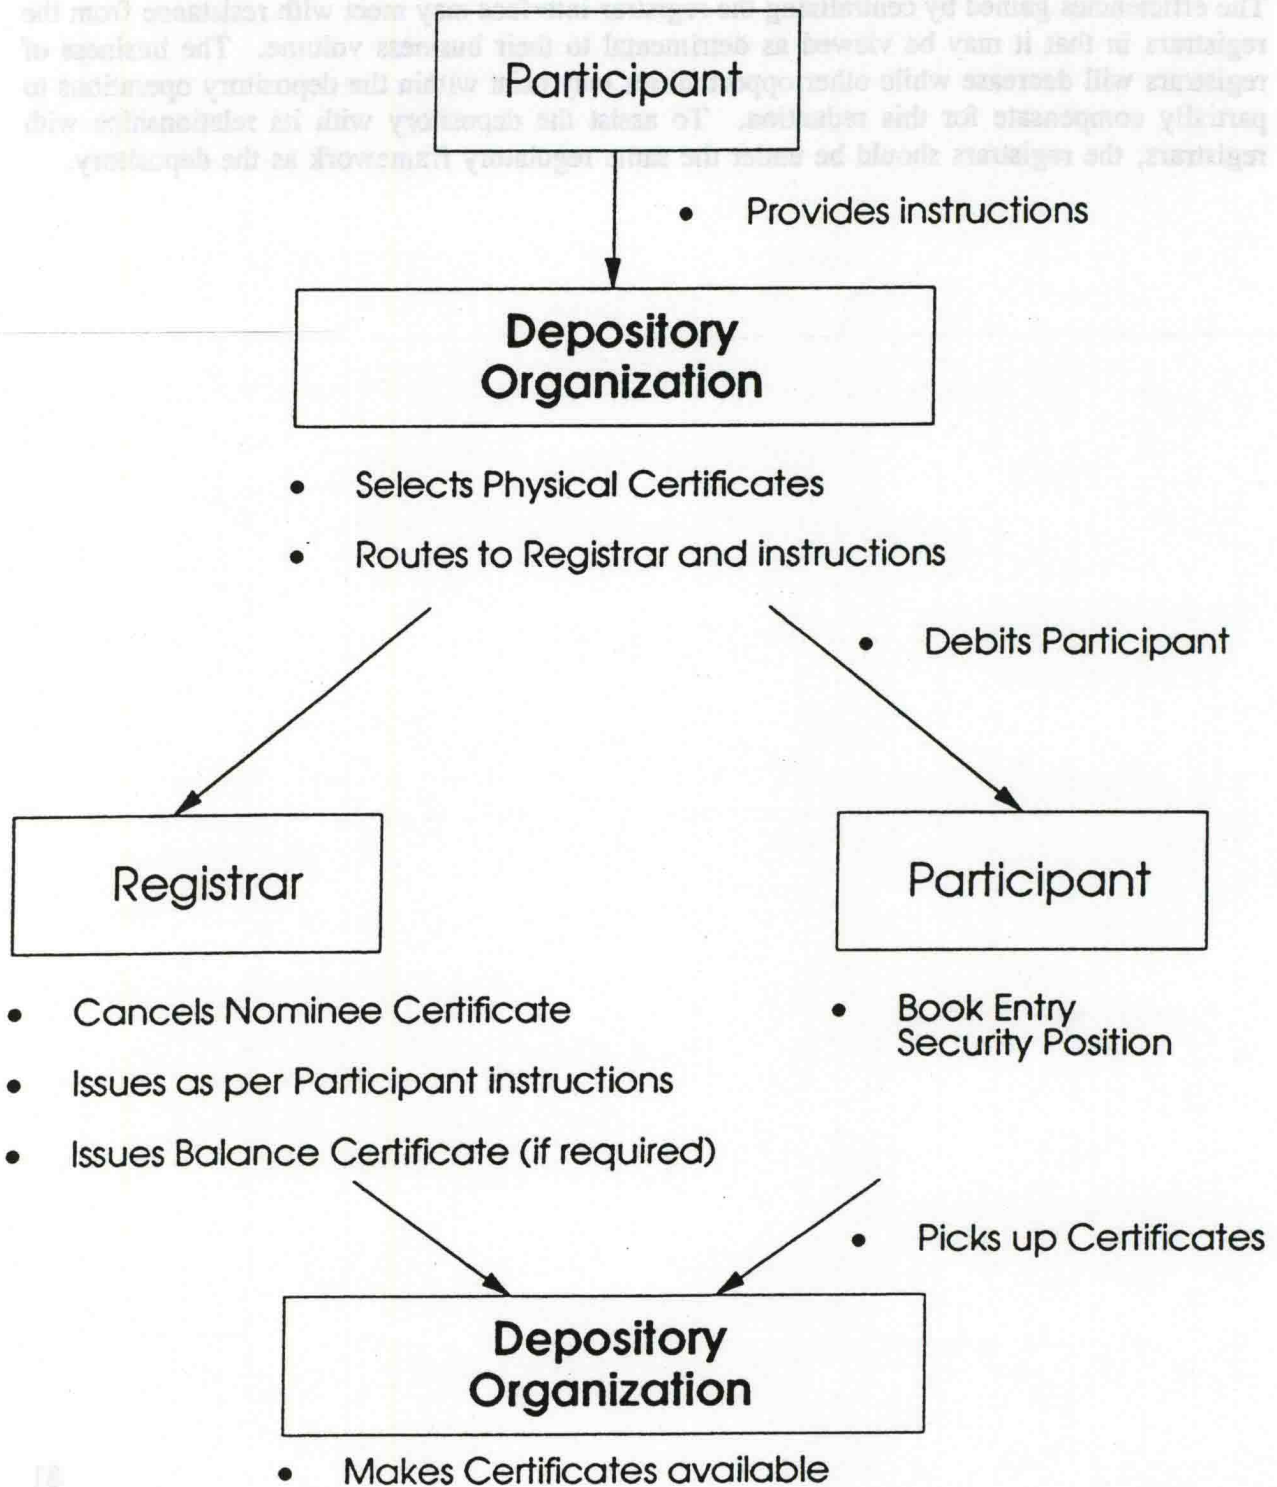 Participant
• Provides instructions
Depository
Organization
• Selects Physical Certificates
• Routes to Registrar and instructions
• Debits Participant
Registrar
Participant
• Cancels Nominee Certificate
• Issues as per Participant instructions
• Issues Balance Certificate (if required)
• Book Entry
Security Position
• Picks up Certificates
Depository
Organization
• Makes Certificates available